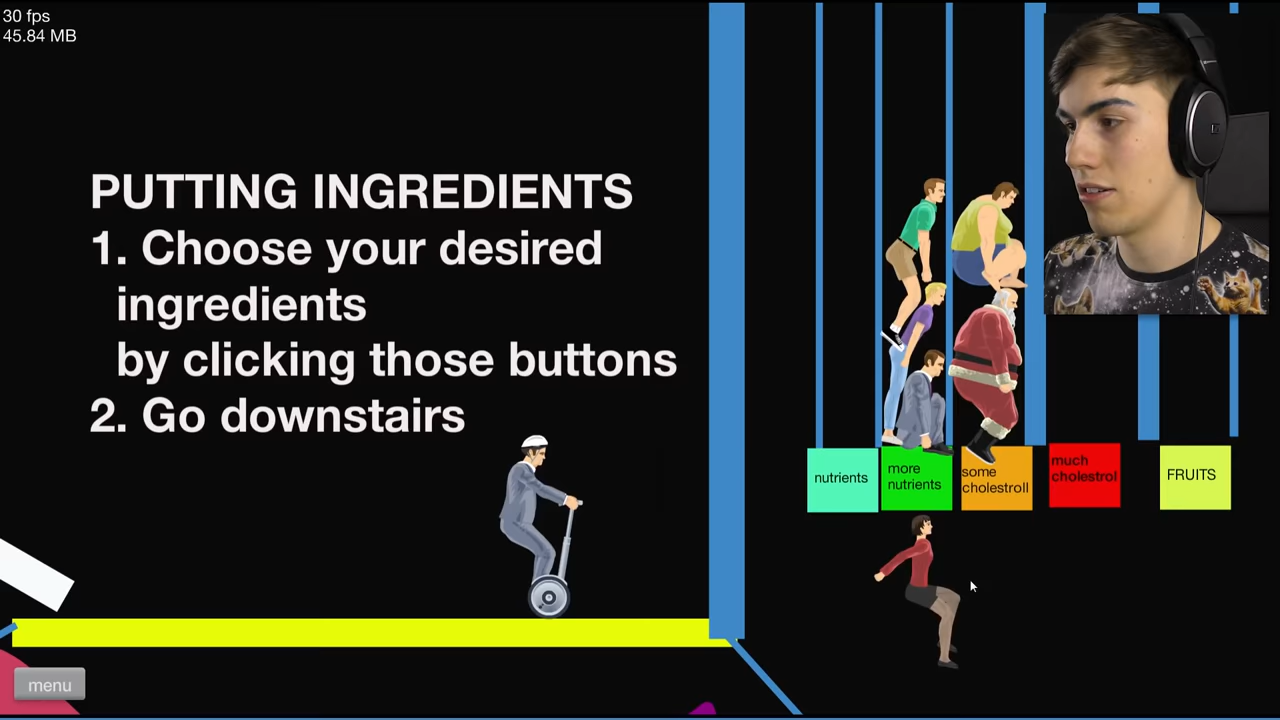 30 fps
45.84 MB
PUTTING INGREDIENTS
1. Choose your desired
ingredients
by clicking those buttons
2. Go downstairs
nutrients
more
nutrients
some
cholestroll
much
cholestrol
FRUITS
menu